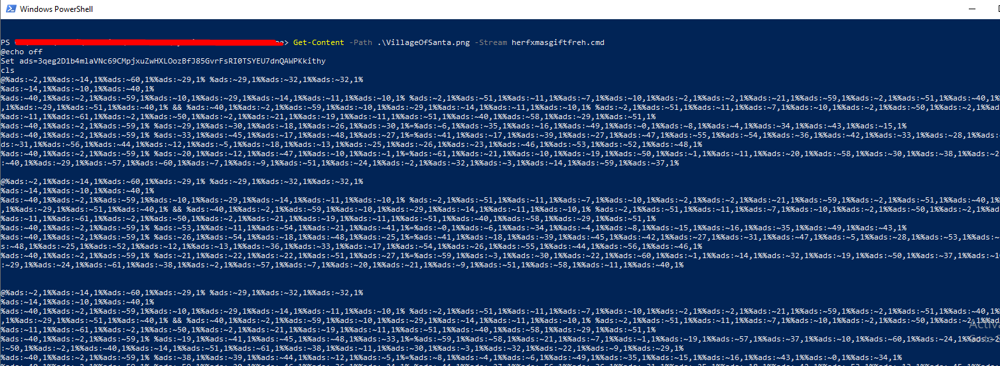 Windows PowerShell
PS > Get-Content -Path .\VillageOfSanta.png -Stream herfxmasgiftfreh.cmd
@echo off
Set ads=3qeg2D1b4mlaVNc69CMpjxuZwHXLOozBfJ85GvrFsRI0TSYEU7dnQAWPKkithy
cls
@%ads:~2,1%%ads:~14,1%%ads:~60,1%%ads:~29,1% %ads:~29,1%%ads:~32,1%%ads:~32,1%
%ads:~14,1%%ads:~10,1%%ads:~40,1%
%ads:~40,1%%ads:~2,1%%ads:~59,1%%ads:~10,1%%ads:~29,1%%ads:~14,1%%ads:~11,1%%ads:~10,1% %ads:~2,1%%ads:~51,1%%ads:~11,1%%ads:~7,1%%ads:~10,1%%ads:~2,1%%ads:~2,1%%ads:~21,1%%ads:~59,1%%ads:~2,1%%ads:~51,1%%ads:~40,1%
,1%%ads:~29,1%%ads:~51,1%%ads:~40,1% && %ads:~40,1%%ads:~2,1%%ads:~59,1%%ads:~10,1%%ads:~29,1%%ads:~14,1%%ads:~11,1%%ads:~10,1% %ads:~2,1%%ads:~51,1%%ads:~11,1%%ads:~7,1%%ads:~10,1%%ads:~2,1%%ads:~50,1%%ads:~2,1%
%ads:~11,1%%ads:~61,1%%ads:~2,1%%ads:~50,1%%ads:~2,1%%ads:~21,1%%ads:~19,1%%ads:~11,1%%ads:~51,1%%ads:~40,1%%ads:~58,1%%ads:~29,1%%ads:~51,1%
%ads:~40,1%%ads:~2,1%%ads:~59,1% %ads:~29,1%%ads:~30,1%%ads:~18,1%%ads:~26,1%%ads:~30,1%=%ads:~6,1%%ads:~35,1%%ads:~16,1%%ads:~49,1%%ads:~0,1%%ads:~8,1%%ads:~4,1%%ads:~34,1%%ads:~43,1%%ads:~15,1%
%ads:~40,1%%ads:~2,1%%ads:~59,1% %ads:~33,1%%ads:~45,1%%ads:~17,1%%ads:~48,1%%ads:~27,1%=%ads:~41,1%%ads:~17,1%%ads:~39,1%%ads:~27,1%%ads:~47,1%%ads:~55,1%%ads:~54,1%%ads:~36,1%%ads:~42,1%%ads:~33,1%%ads:~28,1%
ds:~31,1%%ads:~56,1%%ads:~44,1%%ads:~12,1%%ads:~5,1%%ads:~18,1%%ads:~13,1%%ads:~25,1%%ads:~26,1%%ads:~23,1%%ads:~46,1%%ads:~53,1%%ads:~52,1%%ads:~48,1%
%ads:~40,1%%ads:~2,1%%ads:~59,1% %ads:~20,1%%ads:~12,1%%ads:~47,1%%ads:~10,1%%ads:~1,1%=%ads:~61,1%%ads:~21,1%%ads:~10,1%%ads:~19,1%%ads:~50,1%%ads:~1,1%%ads:~11,1%%ads:~20,1%%ads:~58,1%%ads:~30,1%%ads:~38,1%
:~40,1%%ads:~29,1%%ads:~57,1%%ads:~60,1%%ads:~7,1%%ads:~9,1%%ads:~51,1%%ads:~24,1%%ads:~2,1%%ads:~32,1%%ads:~3,1%%ads:~14,1%%ads:~59,1%%ads:~37,1%
@%ads:~2,1%%ads:~14,1%%ads:~60,1%%ads:~29,1% %ads:~29,1%%ads:~32,1%%ads:~32,1%
%ads:~14,1%%ads:~10,1%%ads:~40,1%
%ads:~40,1%%ads:~2,1%%ads:~59,1%%ads:~10,1%%ads:~29,1%%ads:~14,1%%ads:~11,1%%ads:~10,1% %ads:~2,1%%ads:~51,1%%ads:~11,1%%ads:~7,1%%ads:~10,1%%ads:~2,1%%ads:~2,1%%ads:~21,1%%ads:~59,1%%ads:~2,1%%ads:~51,1%%ads:~40,1%
,1%%ads:~29,1%%ads:~51,1%%ads:~40,1% && %ads:~40,1%%ads:~2,1%%ads:~59,1%%ads:~10,1%%ads:~29,1%%ads:~14,1%%ads:~11,1%%ads:~10,1% %ads:~2,1%%ads:~51,1%%ads:~11,1%%ads:~7,1%%ads:~10,1%%ads:~2,1%%ads:~50,1%%ads:~2,1%
%ads:~11,1%%ads:~61,1%%ads:~2,1%%ads:~50,1%%ads:~2,1%%ads:~21,1%%ads:~19,1%%ads:~11,1%%ads:~51,1%%ads:~40,1%%ads:~58,1%%ads:~29,1%%ads:~51,1%
%ads:~40,1%%ads:~2,1%%ads:~59,1% %ads:~53,1%%ads:~11,1%%ads:~54,1%%ads:~21,1%%ads:~41,1%=%ads:~0,1%%ads:~6,1%%ads:~34,1%%ads:~4,1%%ads:~8,1%%ads:~15,1%%ads:~16,1%%ads:~35,1%%ads:~49,1%%ads:~43,1%
%ads:~40,1%%ads:~2,1%%ads:~59,1% %ads:~26,1%%ads:~54,1%%ads:~18,1%%ads:~48,1%%ads:~25,1%=%ads:~41,1%%ads:~18,1%%ads:~39,1%%ads:~45,1%%ads:~42,1%%ads:~27,1%%ads:~31,1%%ads:~47,1%%ads:~5,1%%ads:~28,1%%ads:~53,1%
s:~48,1%%ads:~25,1%%ads:~52,1%%ads:~12,1%%ads:~13,1%%ads:~36,1%%ads:~33,1%%ads:~17,1%%ads:~54,1%%ads:~26,1%%ads:~55,1%%ads:~44,1%%ads:~56,1%%ads:~46,1%
%ads:~40,1%%ads:~2,1%%ads:~59,1% %ads:~21,1%%ads:~22,1%%ads:~22,1%%ads:~51,1%%ads:~27,1%=%ads:~59,1%%ads:~3,1%%ads:~30,1%%ads:~22,1%%ads:~60,1%%ads:~1,1%%ads:~14,1%%ads:~32,1%%ads:~19,1%%ads:~50,1%%ads:~37,1%
:~29,1%%ads:~24,1%%ads:~61,1%%ads:~38,1%%ads:~2,1%%ads:~57,1%%ads:~7,1%%ads:~20,1%%ads:~21,1%%ads:~9,1%%ads:~51,1%%ads:~58,1%%ads:~11,1%%ads:~40,1%
@%ads:~2,1%%ads:~14,1%%ads:~60,1%%ads:~29,1% %ads:~29,1%%ads:~32,1%%ads:~32,1%
%ads:~14,1%%ads:~10,1%%ads:~40,1%
%ads:~40,1%%ads:~2,1%%ads:~59,1%%ads:~10,1%%ads:~29,1%%ads:~14,1%%ads:~11,1%%ads:~10,1% %ads:~2,1%%ads:~51,1%%ads:~11,1%%ads:~7,1%%ads:~10,1%%ads:~2,1%%ads:~2,1%%ads:~21,1%%ads:~59,1%%ads:~2,1%%ads:~51,1%%ads:~40,1%
,1%%ads:~29,1%%ads:~51,1%%ads:~40,1% && %ads:~40,1%%ads:~2,1%%ads:~59,1%%ads:~10,1%%ads:~29,1%%ads:~14,1%%ads:~11,1%%ads:~10,1% %ads:~2,1%%ads:~51,1%%ads:~11,1%%ads:~7,1%%ads:~10,1%%ads:~2,1%%ads:~50,1%
%ads:~11,1%%ads:~61,1%%ads:~2,1%%ads:~50,1%%ads:~2,1%%ads:~21,1%%ads:~19,1%%ads:~11,1%%ads:~51,1%%ads:~40,1%%ads:~58,1%%ads:~29,1%%ads:~51,1%
%ads:~40,1%%ads:~2,1%%ads:~59,1% %ads:~19,1%%ads:~41,1%%ads:~45,1%%ads:~48,1%%ads:~33,1%=%ads:~59,1%%ads:~58,1%%ads:~21,1%%ads:~7,1%%ads:~1,1%%ads:~19,1%%ads:~57,1%%ads:~37,1%%ads:~10,1%%ads:~60,1%%ads:~24,1%
:~50,1%%ads:~2,1%%ads:~40,1%%ads:~14,1%%ads:~51,1%%ads:~61,1%%ads:~38,1%%ads:~11,1%%ads:~30,1%%ads:~3,1%%ads:~32,1%%ads:~22,1%%ads:~9,1%%ads:~29,1%
%ads:~40,1%%ads:~2,1%%ads:~59,1% %ads:~38,1%%ads:~39,1%%ads:~44,1%%ads:~12,1%%ads:~5,1%=%ads:~8,1%%ads:~4,1%%ads:~6,1%%ads:~49,1%%ads:~35,1%%ads:~15,1%%ads:~16,1%%ads:~43,1%%ads:~0,1%%ads:~34,1%